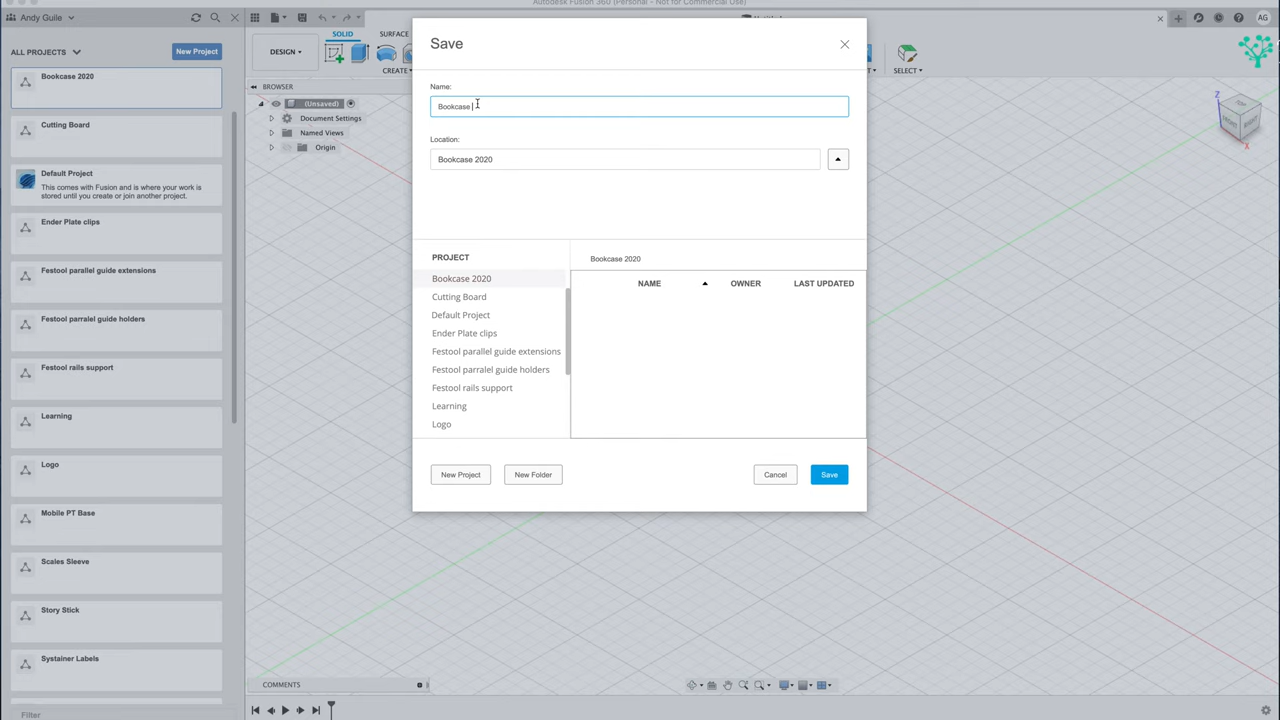 Autodesk Fusion 360 (Personal - Not for Commercial Use)
Andy Guile
AG
ALL PROJECTS
New Project
Bookcase 2020
Cutting Board
Default Project
This comes with Fusion and is where your work is
stored until you create or join another project.
Ender Plate clips
Festool parallel guide extensions
Festool parralel guide holders
Festool rails support
Learning
Logo
Mobile PT Base
Scales Sleeve
Story Stick
Systainer Labels
Filter
DESIGN
SOLID
SURFACE
CREATE
SELECT
BROWSER
(Unsaved)
Document Settings
Named Views
Origin
Save
Name:
Bookcase
Location:
Bookcase 2020
PROJECT
Bookcase 2020
Cutting Board
Default Project
Ender Plate clips
Festool parallel guide extensions
Festool parralel guide holders
Festool rails support
Learning
Logo
Bookcase 2020
NAME
OWNER
LAST UPDATED
New Project
New Folder
Cancel
Save
Z
X
COMMENTS